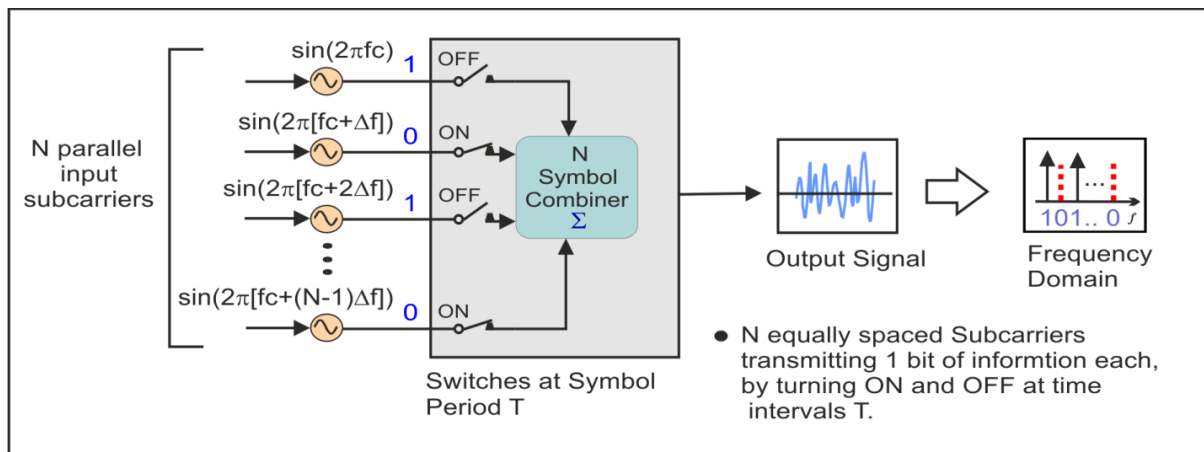 sin(2πfc)
1
OFF
sin(2π[fc+Δf])
0
ON
N parallel
input
subcarriers
sin(2π[fc+2Δf])
1
OFF
N
Symbol
Combiner
Σ
sin(2π[fc+(N-1)Δf])
0
ON
Switches at Symbol
Period T
Output Signal
...
101.. 0 f
Frequency
Domain
● N equally spaced Subcarriers
transmitting 1 bit of informtion each,
by turning ON and OFF at time
intervals T.